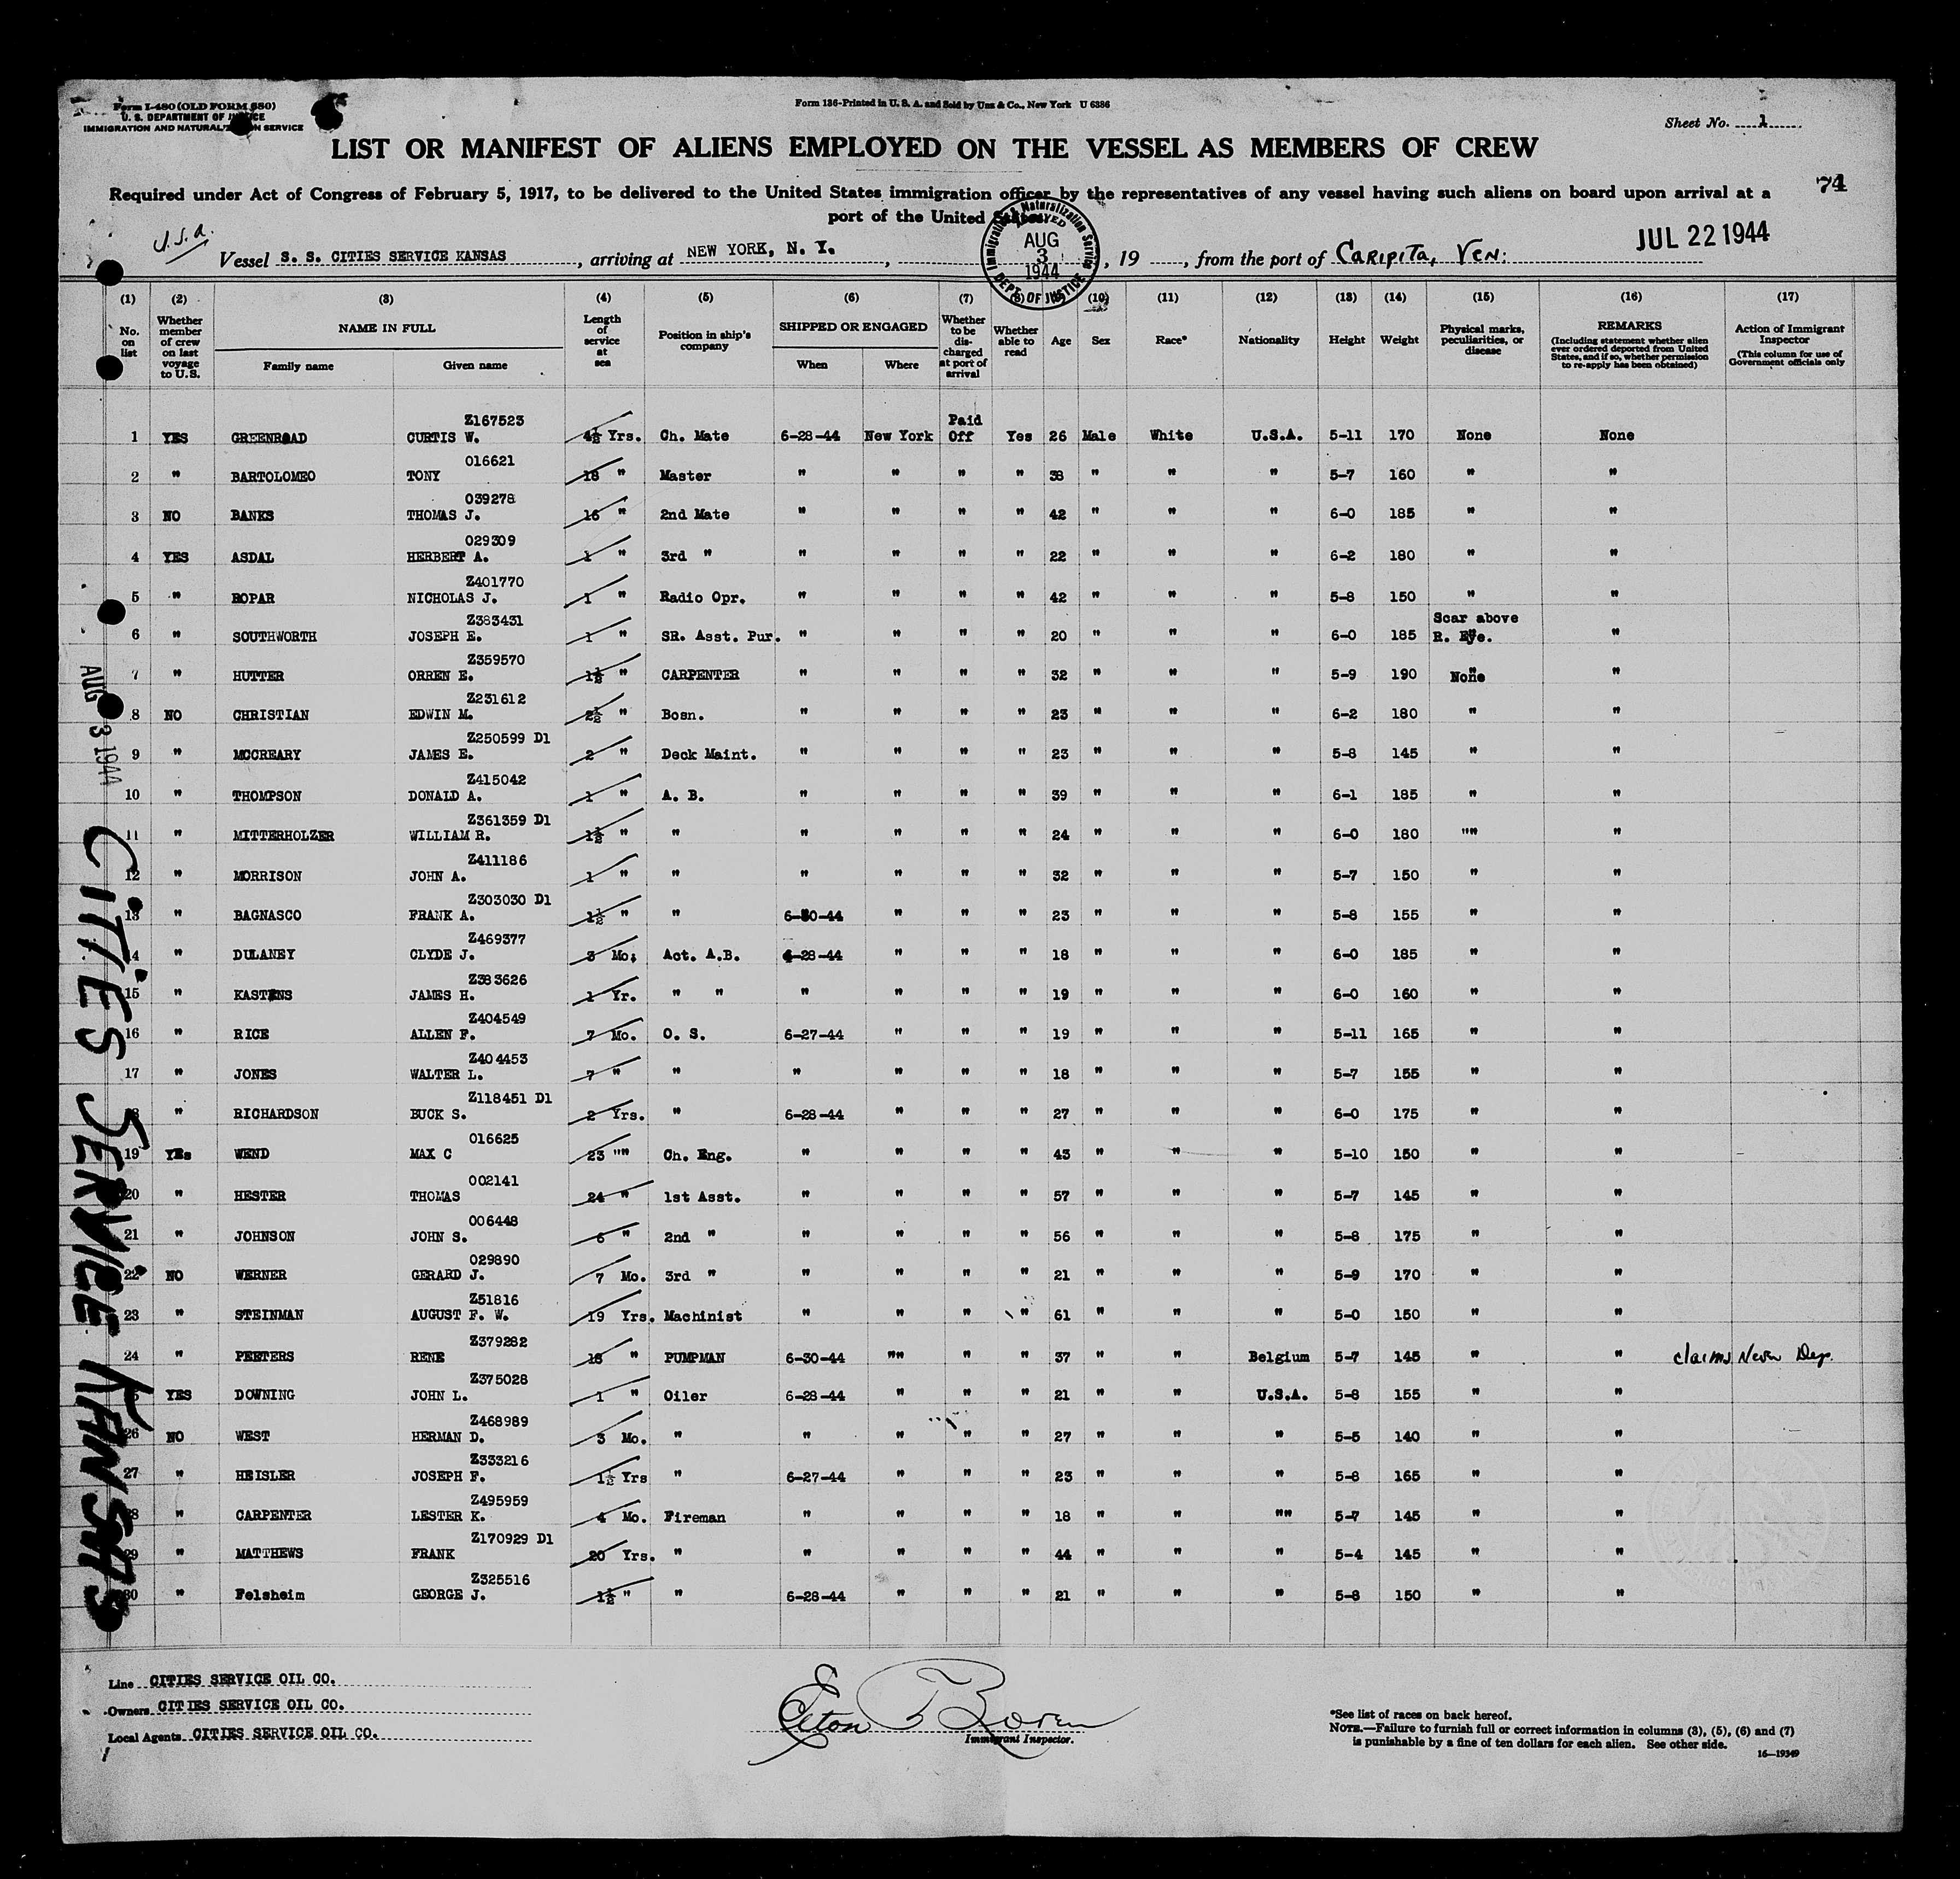 Form I-480 (OLD FORM 680)
U. S. DEPARTMENT OF JUSTICE
IMMIGRATION AND NATURALIZATION SERVICE
Form 136-Printed in U. S. A. and Sold by Unz & Co., New York U 6386
Sheet No. 1
LIST OR MANIFEST OF ALIENS EMPLOYED ON THE VESSEL AS MEMBERS OF CREW
74
Required under Act of Congress of February 5, 1917, to be delivered to the United States immigration officer by the representatives of any vessel having such aliens on board upon arrival at a
port of the United States
U.S.A.
Immigration & Naturalization Service AUG 3 1944 DEPT OF JUSTICE
JUL 22 1944
Vessel S. S. CITIES SERVICE KANSAS, arriving at NEW YORK, N. Y., , 19 , from the port of CARIPITA, VEN:
(1) (2) (3) (4) (5) (6) (7) (8) (10) (11) (12) (13) (14) (15) (16) (17)
No. on list
Whether member of crew on last voyage to U.S.
NAME IN FULL
Family name Given name
Length of service at sea
Position in ship's company
SHIPPED OR ENGAGED
When Where
Whether to be discharged at port of arrival
Whether able to read
Age Sex Race* Nationality Height Weight
Physical marks, peculiarities, or disease
REMARKS
(Including statement whether alien ever ordered deported from United States, and if so, whether permission to re-apply has been obtained)
Action of Immigrant Inspector
(This column for use of Government officials only
Z167523 Paid
1 YES GREENROAD CURTIS W. 4½ Yrs. Ch. Mate 6-28-44 New York Off Yes 26 Male White U.S.A. 5-11 170 None None
016621
2 " BARTOLOMEO TONY 18 " Master " " " " 38 " " " 5-7 160 " "
039278
3 NO BANKS THOMAS J. 16 " 2nd Mate " " " " 42 " " " 6-0 185 " "
029309
4 YES ASDAL HERBERT A. 1 " 3rd " " " " " 22 " " " 6-2 180 " "
Z401770
5 " ROPAR NICHOLAS J. 1 " Radio Opr. " " " " 42 " " " 5-8 150 " "
Z383431 Scar above
6 " SOUTHWORTH JOSEPH E. 1 " SR. Asst. Pur. " " " " 20 " " " 6-0 185 R. Eye. "
Z359570
7 " HUTTER ORREN E. 1½ " CARPENTER " " " " 32 " " " 5-9 190 None "
Z231612
8 NO CHRISTIAN EDWIN M. 2½ " Bosn. " " " " 23 " " " 6-2 180 " "
Z250599 D1
9 " MCCREARY JAMES E. 2 " Deck Maint. " " " " 23 " " " 5-8 145 " "
Z415042
10 " THOMPSON DONALD A. 1 " A. B. " " " " 39 " " " 6-1 185 " "
Z361359 D1
11 " MITTERHOLZER WILLIAM R. 1½ " " " " " " 24 " " " 6-0 180 "" "
Z411186
12 " MORRISON JOHN A. 1 " " " " " " 32 " " " 5-7 150 " "
Z303030 D1
13 " BAGNASCO FRANK A. 1½ " " 6-30-44 " " " 23 " " " 5-8 155 " "
Z469377
14 " DULANEY CLYDE J. 3 Mo. Act. A.B. 6-28-44 " " " 18 " " " 6-0 185 " "
Z383626
15 " KASTENS JAMES H. 1 Yr. " " " " " " 19 " " " 6-0 160 " "
Z404549
16 " RICE ALLEN F. 7 Mo. O. S. 6-27-44 " " " 19 " " " 5-11 165 " "
Z404453
17 " JONES WALTER L. 7 " " " " " " 18 " " " 5-7 155 " "
Z118451 D1
18 " RICHARDSON BUCK S. 2 Yrs. " 6-28-44 " " " 27 " " " 6-0 175 " "
016625
19 YEs WEND MAX C 23 "" Ch. Eng. " " " " 43 " " " 5-10 150 " "
002141
20 " HESTER THOMAS 24 " 1st Asst. " " " " 57 " " " 5-7 145 " "
006448
21 " JOHNSON JOHN S. 6 " 2nd " " " " " 56 " " " 5-8 175 " "
029890
22 NO WERNER GERARD J. 7 Mo. 3rd " " " " " 21 " " " 5-9 170 " "
Z51816
23 " STEINMAN AUGUST F. W. 19 Yrs. Machinist " " " " 61 " " " 5-0 150 " "
Z379282
24 " PEETERS RENE 18 " PUMPMAN 6-30-44 "" " " 37 " " Belgium 5-7 145 " " claims Never Dep.
Z375028
25 YES DOWNING JOHN L. 1 " Oiler 6-28-44 " " " 21 " " U.S.A. 5-8 155 " "
Z468989
26 NO WEST HERMAN D. 3 Mo. " " " " " 27 " " " 5-5 140 " "
Z333216
27 " HEISLER JOSEPH F. 1½ Yrs " 6-27-44 " " " 23 " " " 5-8 165 " "
Z495959
28 " CARPENTER LESTER K. 4 Mo. Fireman " " " " 18 " " "" 5-7 145 " "
Z170929 D1
29 " MATTHEWS FRANK 20 Yrs. " " " " " 44 " " " 5-4 145 " "
Z325516
30 " Felsheim GEORGE J. 1½ " " 6-28-44 " " " 21 " " " 5-8 150 " "
AUG 3 1944
CITIES SERVICE KANSAS
Line CITIES SERVICE OIL CO.
Owners CITIES SERVICE OIL CO.
Local Agents CITIES SERVICE OIL CO.
Immigrant Inspector.
*See list of races on back hereof.
NOTE.—Failure to furnish full or correct information in columns (3), (5), (6) and (7)
is punishable by a fine of ten dollars for each alien. See other side.
16—19349